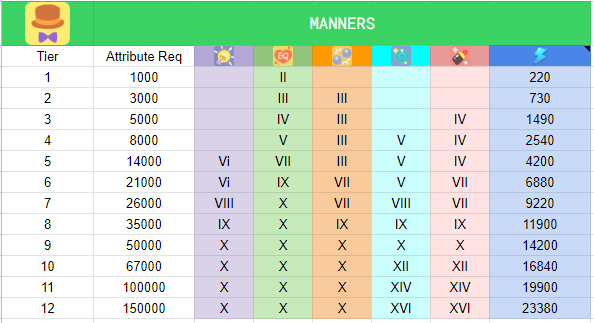 MANNERS
Tier Attribute Req EQ
1 1000 II 220
2 3000 III III 730
3 5000 IV III IV 1490
4 8000 V III V IV 2540
5 14000 Vi VII III V IV 4200
6 21000 Vi IX VII V VII 6880
7 26000 VIII X VII VIII VII 9220
8 35000 IX X IX IX IX 11900
9 50000 X X X X X 14200
10 67000 X X X XII XII 16840
11 100000 X X X XIV XIV 19900
12 150000 X X X XVI XVI 23380